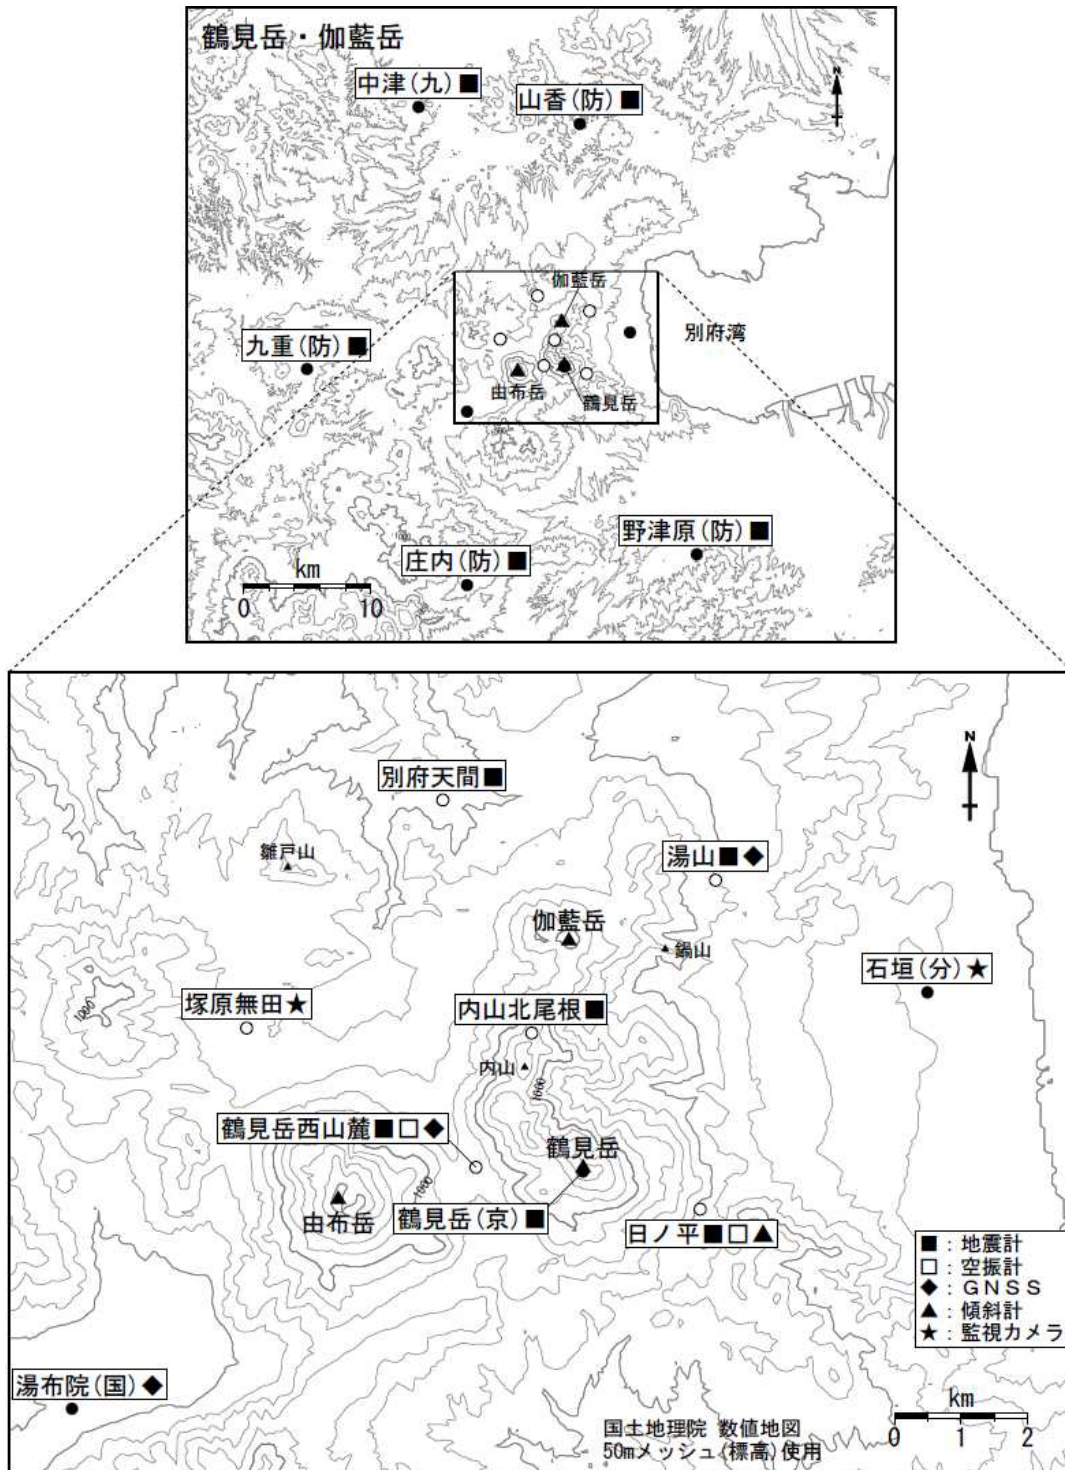 鶴見岳・伽藍岳
中津(九)■
山香(防)■
N
伽藍岳
別府湾
九重(防)■
由布岳
鶴見岳
野津原(防)■
庄内(防)■
km
0 10
別府天間■
N
雛戸山
湯山■◆
伽藍岳
鍋山
石垣(分)★
塚原無田★
内山北尾根■
1000
内山
1000
鶴見岳西山麓■□◆
鶴見岳
1000
鶴見岳(京)■
日ノ平■□▲
由布岳
■:地震計
□:空振計
◆:GNSS
▲:傾斜計
★:監視カメラ
湯布院(国)◆
km
0 1 2
国土地理院 数値地図
50mメッシュ(標高)使用